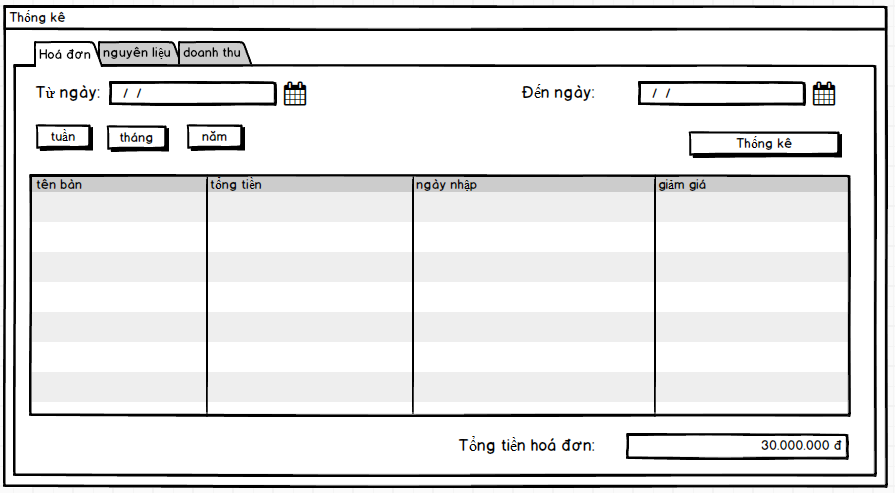 Thống kê
Hoá đơn nguyên liệu doanh thu
Từ ngày: / / Đến ngày: / /
tuần tháng năm Thống kê
tên bàn tổng tiền ngày nhập giảm giá
Tổng tiền hoá đơn: 30.000.000 đ